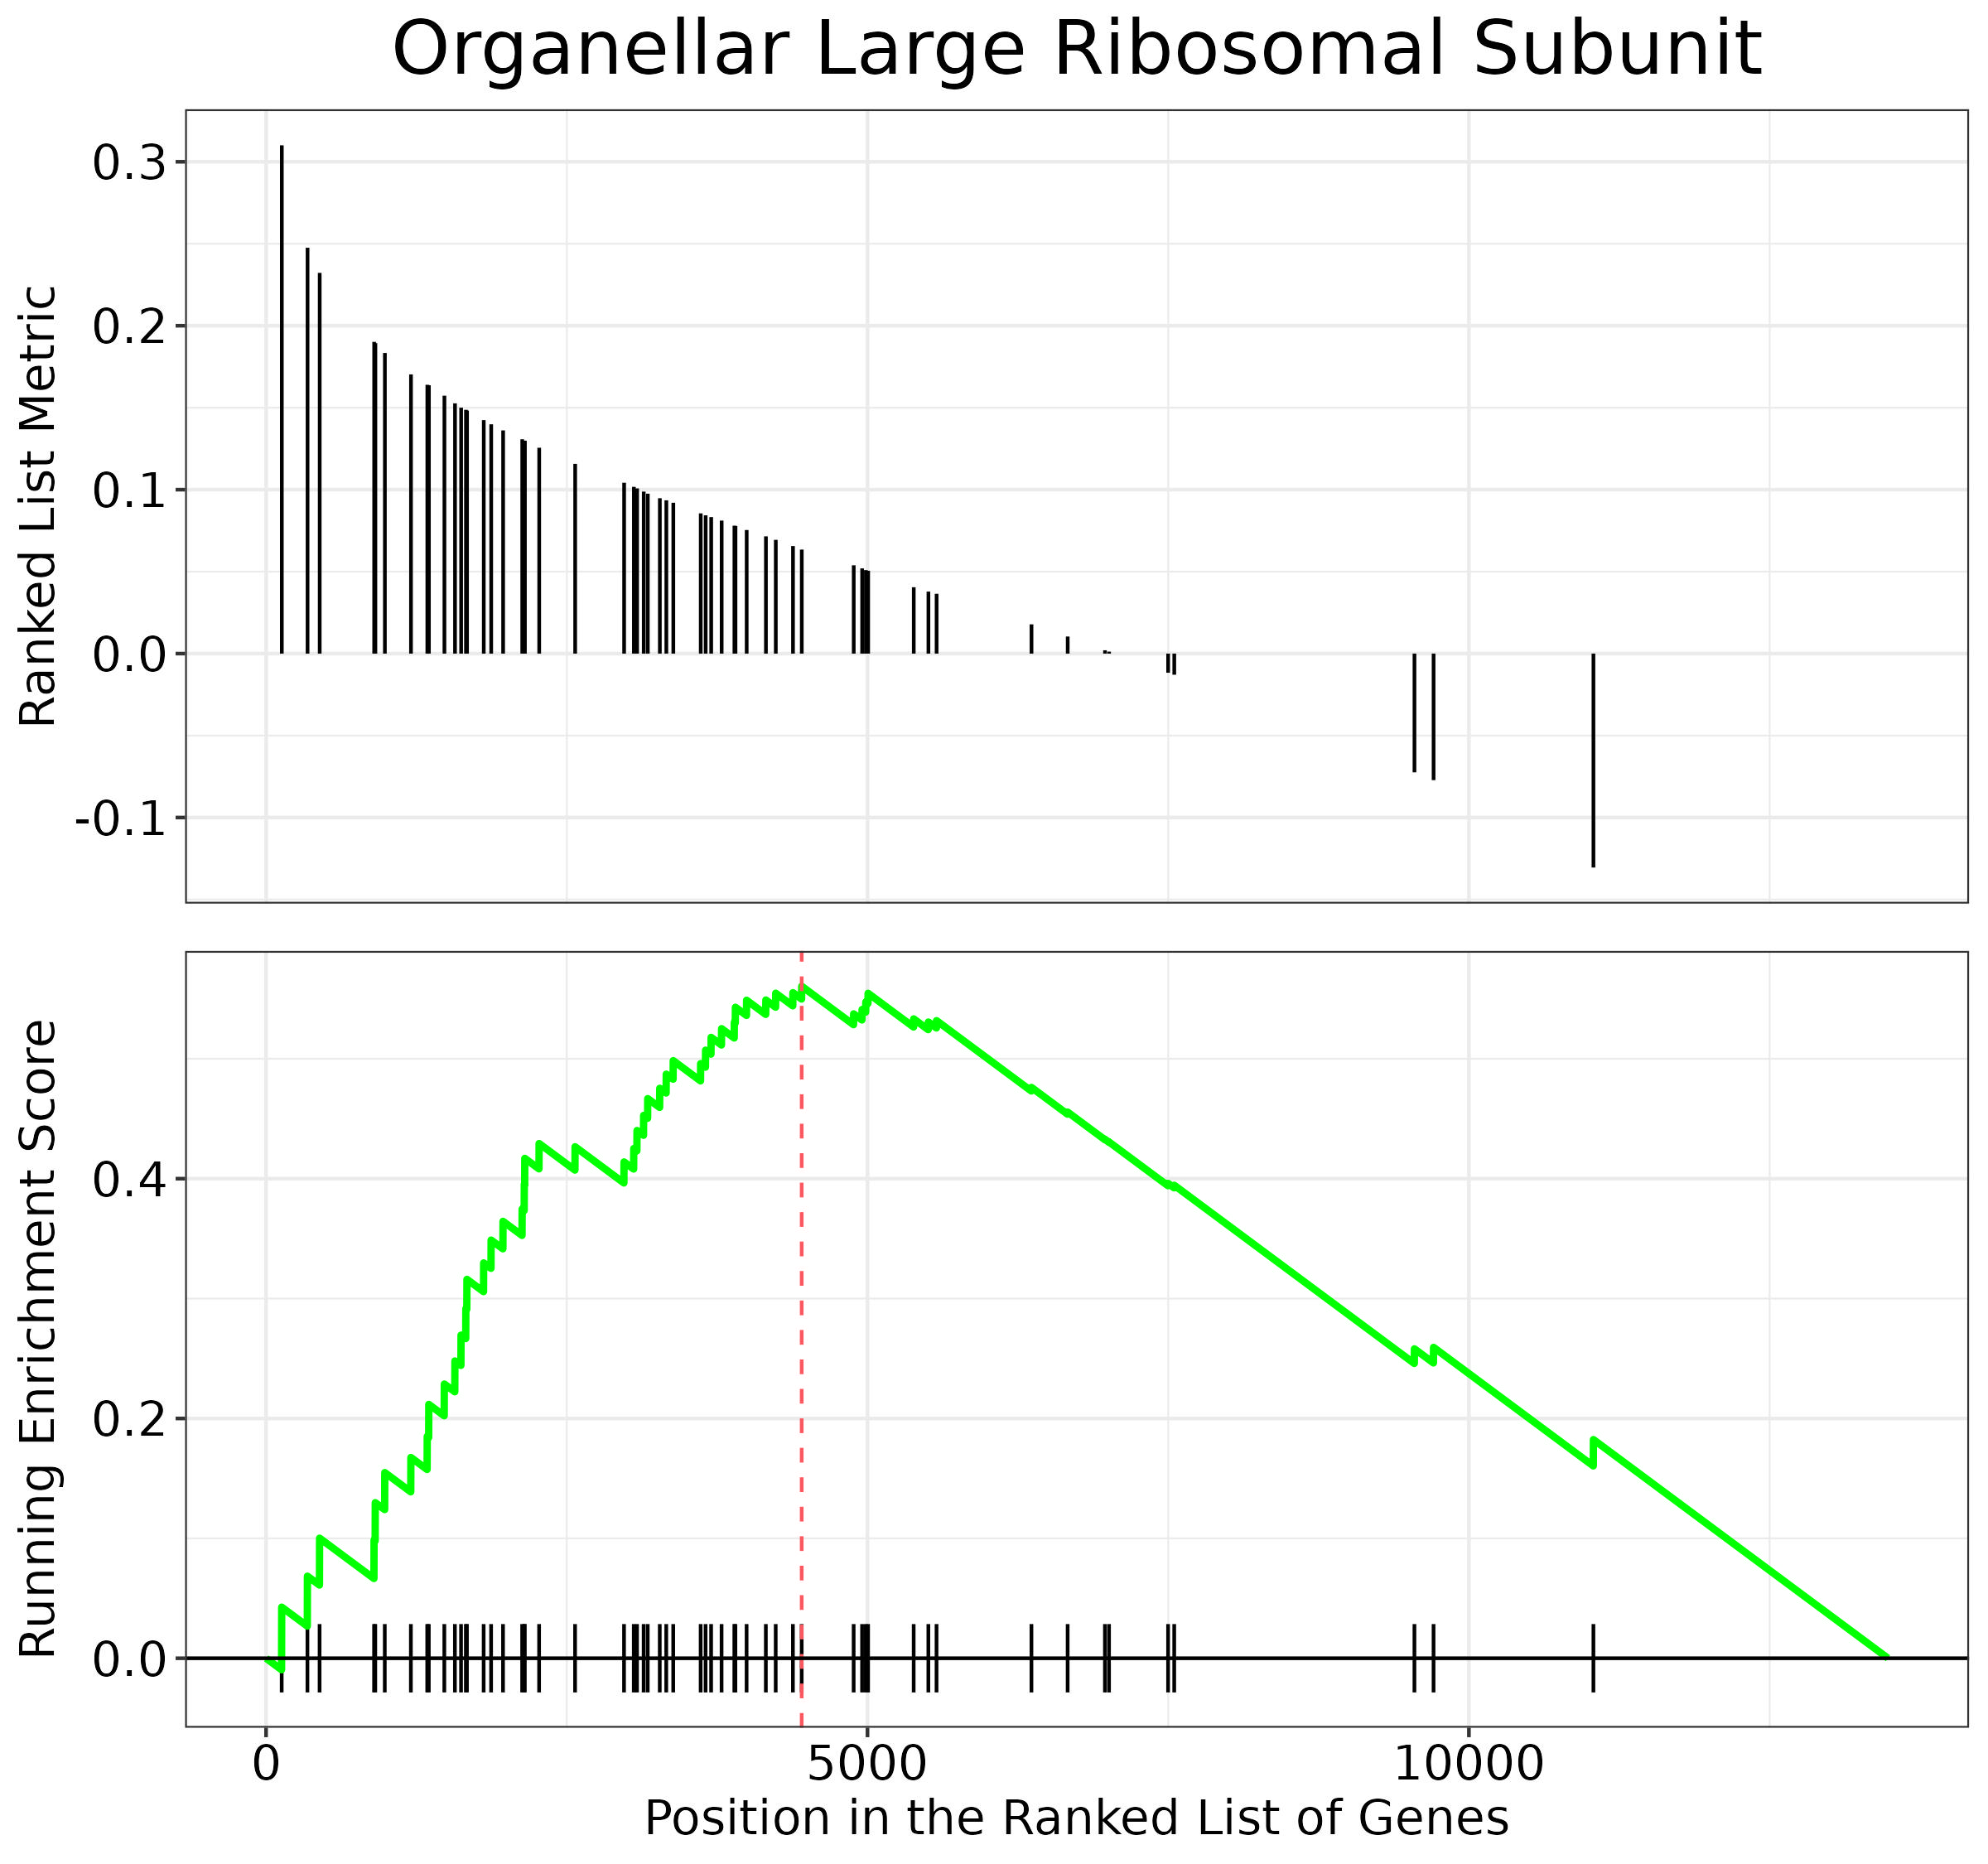 Organellar Large Ribosomal Subunit
Ranked List Metric
0.3
0.2
0.1
0.0
-0.1
Running Enrichment Score
0.4
0.2
0.0
0 5000 10000
Position in the Ranked List of Genes